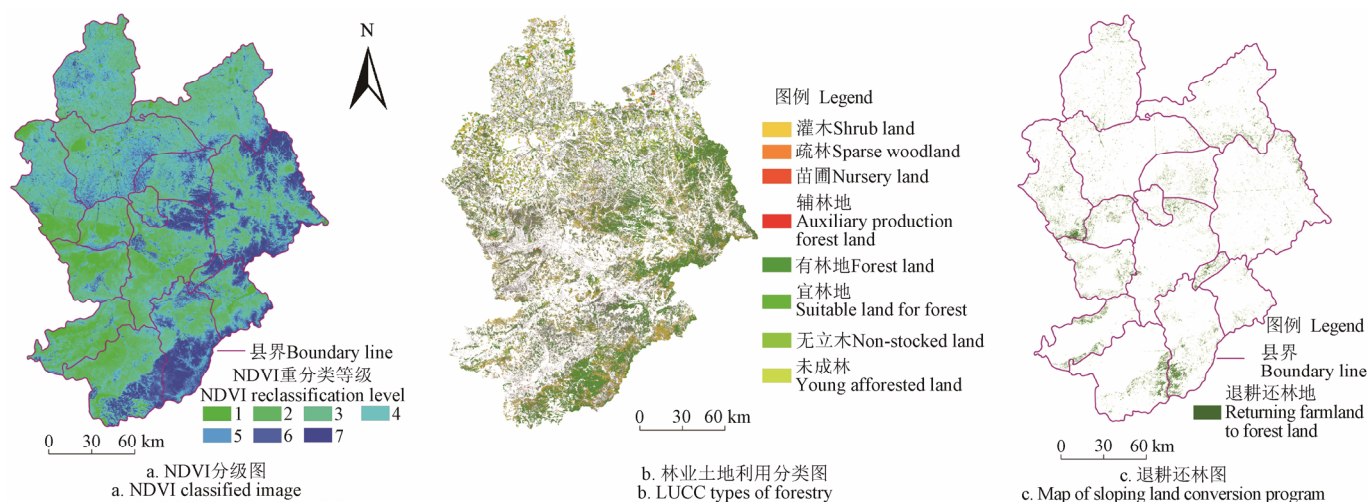 N
县界Boundary line
NDVI重分类等级
NDVI reclassification level
1 2 3 4
5 6 7
0 30 60 km
a. NDVI分级图
a. NDVI classified image
图例 Legend
灌木Shrub land
疏林Sparse woodland
苗圃Nursery land
辅林地
Auxiliary production
forest land
有林地Forest land
宜林地
Suitable land for forest
无立木Non-stocked land
未成林
Young afforested land
0 30 60 km
b. 林业土地利用分类图
b. LUCC types of forestry
图例 Legend
县界
Boundary line
退耕还林地
Returning farmland
to forest land
0 30 60 km
c. 退耕还林图
c. Map of sloping land conversion program